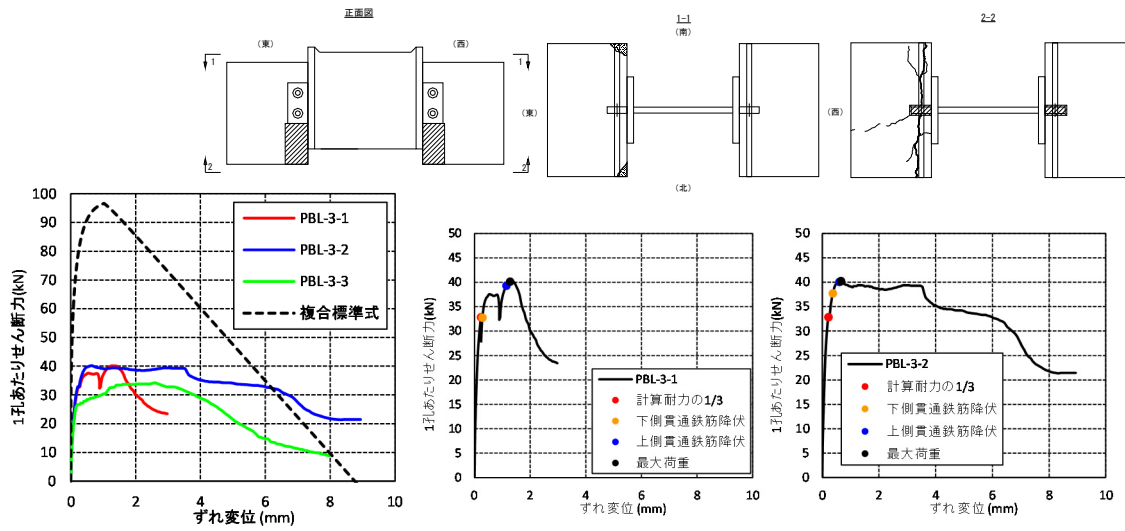 正面図
(東)
(西)
1
1
2
2
1-1
(南)
(東)
(北)
2-2
(西)
1孔あたりせん断力(kN)
100
90
80
70
60
50
40
30
20
10
0
0
2
4
6
8
10
ずれ変位 (mm)
PBL-3-1
PBL-3-2
PBL-3-3
複合標準式
1孔あたりせん断力(kN)
50
45
40
35
30
25
20
15
10
5
0
0
2
4
6
8
10
ずれ変位 (mm)
PBL-3-1
計算耐力の1/3
下側貫通鉄筋降伏
上側貫通鉄筋降伏
最大荷重
1孔あたりせん断力(kN)
50
45
40
35
30
25
20
15
10
5
0
0
2
4
6
8
10
ずれ変位 (mm)
PBL-3-2
計算耐力の1/3
下側貫通鉄筋降伏
上側貫通鉄筋降伏
最大荷重